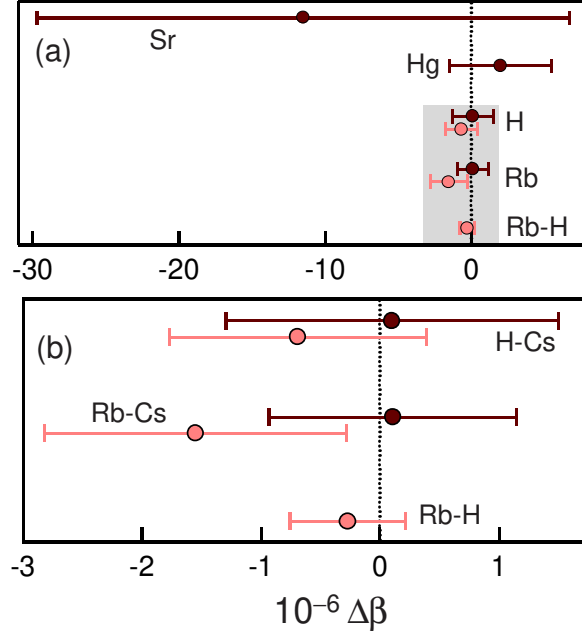 (a)
Sr
Hg
H
Rb
Rb-H
-30 -20 -10 0
(b)
H-Cs
Rb-Cs
Rb-H
-3 -2 -1 0 1
10⁻⁶ Δβ